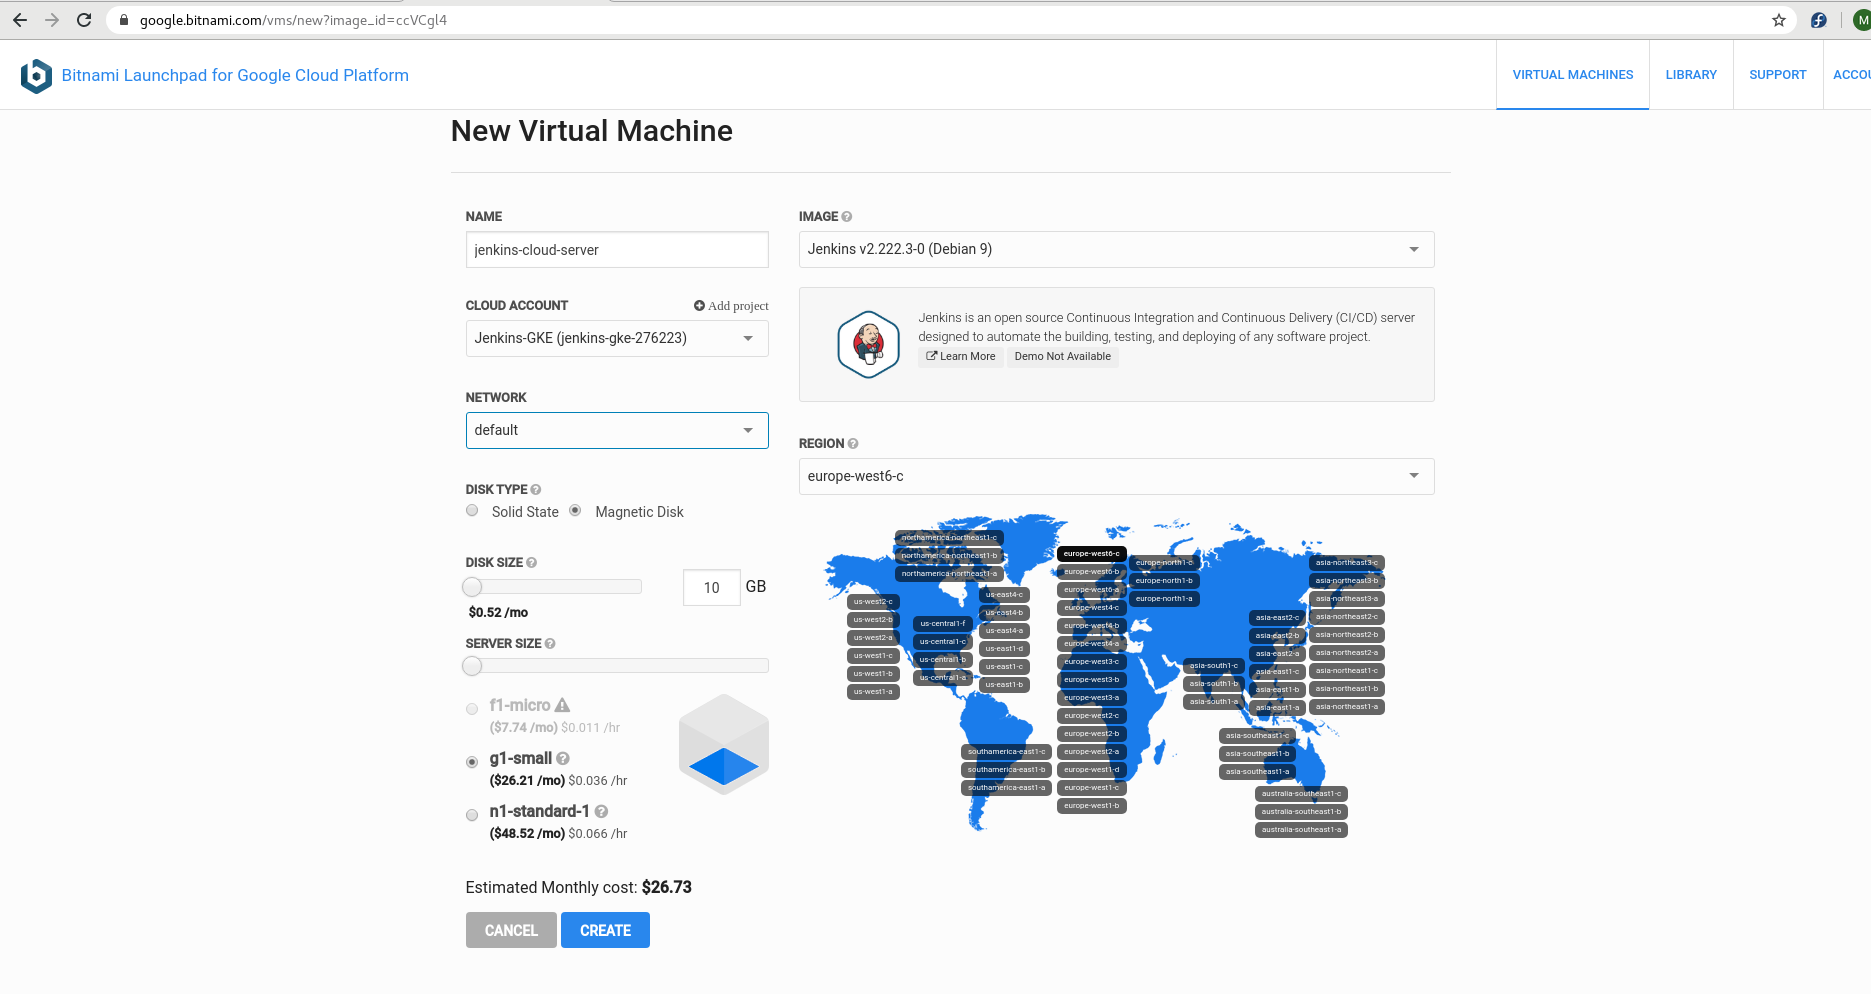 google.bitnami.com/vms/new?image_id=ccVCgl4
M
Bitnami Launchpad for Google Cloud Platform
VIRTUAL MACHINES
LIBRARY
SUPPORT
ACCOU
New Virtual Machine
NAME
jenkins-cloud-server
CLOUD ACCOUNT
Add project
Jenkins-GKE (jenkins-gke-276223)
NETWORK
default
DISK TYPE
Solid State
Magnetic Disk
DISK SIZE
10 GB
$0.52 /mo
SERVER SIZE
f1-micro
($7.74 /mo) $0.011 /hr
g1-small
($26.21 /mo) $0.036 /hr
n1-standard-1
($48.52 /mo) $0.066 /hr
Estimated Monthly cost: $26.73
CANCEL
CREATE
IMAGE
Jenkins v2.222.3-0 (Debian 9)
Jenkins is an open source Continuous Integration and Continuous Delivery (CI/CD) server
designed to automate the building, testing, and deploying of any software project.
Learn More
Demo Not Available
REGION
europe-west6-c
northamerica-northeast1-c
northamerica-northeast1-b
northamerica-northeast1-a
us-west2-c
us-west2-b
us-west2-a
us-west1-c
us-west1-b
us-west1-a
us-central1-f
us-central1-c
us-central1-b
us-central1-a
us-east4-c
us-east4-b
us-east4-a
us-east1-d
us-east1-c
us-east1-b
southamerica-east1-c
southamerica-east1-b
southamerica-east1-a
europe-west6-c
europe-west6-b
europe-west6-a
europe-west4-c
europe-west4-b
europe-west4-a
europe-west3-c
europe-west3-b
europe-west3-a
europe-west2-c
europe-west2-b
europe-west2-a
europe-west1-d
europe-west1-c
europe-west1-b
europe-north1-c
europe-north1-b
europe-north1-a
asia-south1-c
asia-south1-b
asia-south1-a
asia-east2-c
asia-east2-b
asia-east2-a
asia-east1-c
asia-east1-b
asia-east1-a
asia-northeast3-c
asia-northeast3-b
asia-northeast3-a
asia-northeast2-c
asia-northeast2-b
asia-northeast2-a
asia-northeast1-c
asia-northeast1-b
asia-northeast1-a
asia-southeast1-c
asia-southeast1-b
asia-southeast1-a
australia-southeast1-c
australia-southeast1-b
australia-southeast1-a